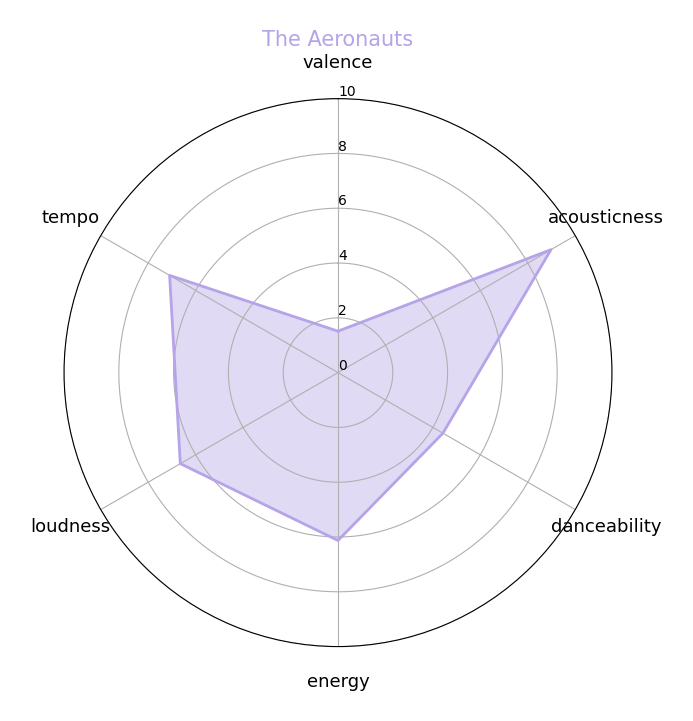 The Aeronauts
valence
10
8
tempo
6
acousticness
4
2
0
loudness
danceability
energy